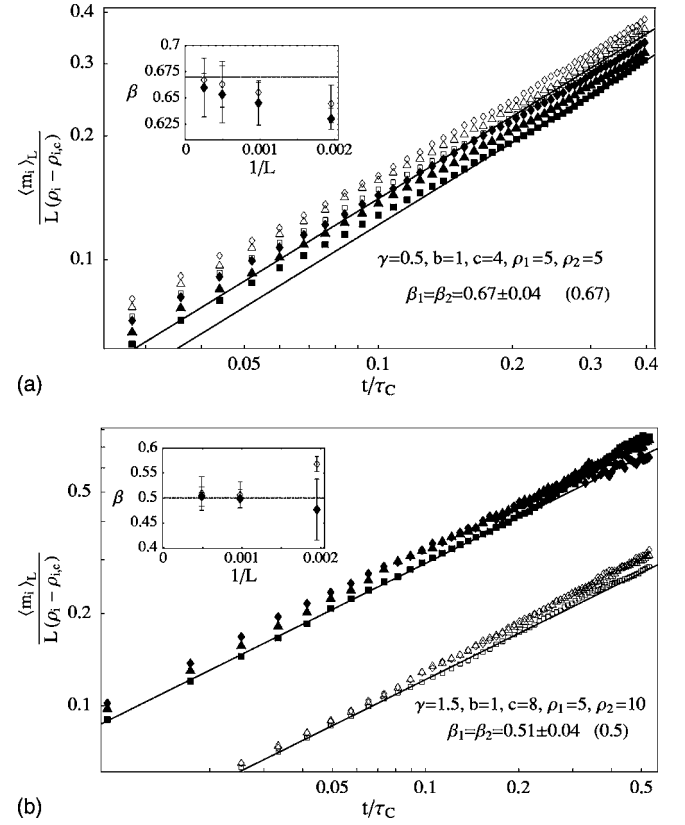 0.4
0.3
0.2
0.1
⟨m_i⟩_L
L (ρ_i − ρ_{i,c})
0.7
0.675
0.65
0.625
β
0 0.001 0.002
1/L
γ=0.5, b=1, c=4, ρ_1=5, ρ_2=5
β_1=β_2=0.67±0.04 (0.67)
0.05 0.1 0.2 0.3 0.4
t/τ_C
(a)
0.5
0.2
0.1
⟨m_i⟩_L
L (ρ_i − ρ_{i,c})
0.6
0.55
0.5
0.45
0.4
β
0 0.001 0.002
1/L
γ=1.5, b=1, c=8, ρ_1=5, ρ_2=10
β_1=β_2=0.51±0.04 (0.5)
0.05 0.1 0.2 0.5
t/τ_C
(b)